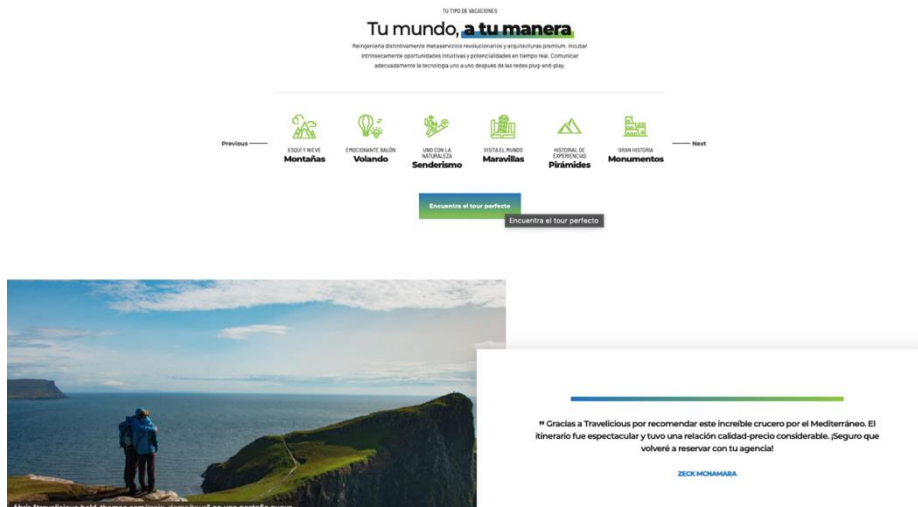 TU TIPO DE VACACIONES
Tu mundo, a tu manera
Reingeniería distintivamente metaservicios revolucionarios y arquitecturas premium. Incubar
intrínsecamente oportunidades intuitivas y potencialidades en tiempo real. Comunicar
adecuadamente la tecnología uno a uno después de las redes plug-and-play.
Previous
ESQUÍ Y NIEVE
Montañas
EMOCIONANTE BALÓN
Volando
UNO CON LA
NATURALEZA
Senderismo
VISITA EL MUNDO
Maravillas
HISTORIAL DE
EXPERIENCIAS
Pirámides
GRAN HISTORIA
Monumentos
Next
Encuentra el tour perfecto
Encuentra el tour perfecto
" Gracias a Travelicious por recomendar este increíble crucero por el Mediterráneo. El
itinerario fue espectacular y tuvo una relación calidad-precio considerable. ¡Seguro que
volveré a reservar con tu agencia!
ZECK MCNAMARA